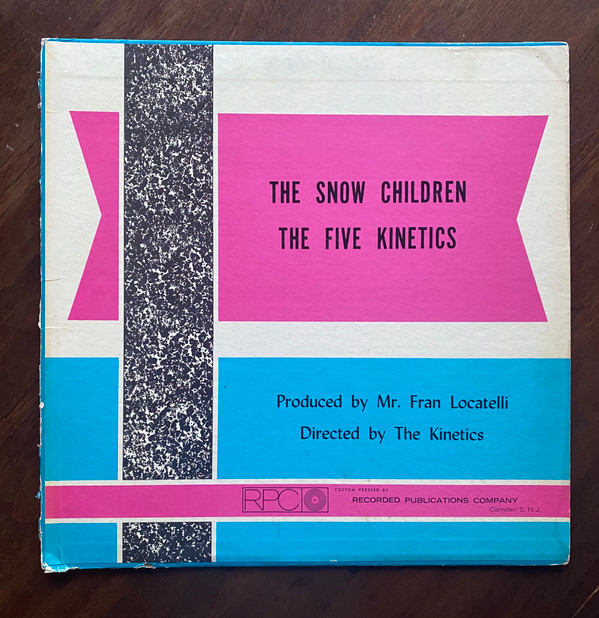 THE SNOW CHILDREN
THE FIVE KINETICS
Produced by Mr. Fran Locatelli
Directed by The Kinetics
RPC
CUSTOM PRESSED BY
RECORDED PUBLICATIONS COMPANY
Camden 5, N.J.